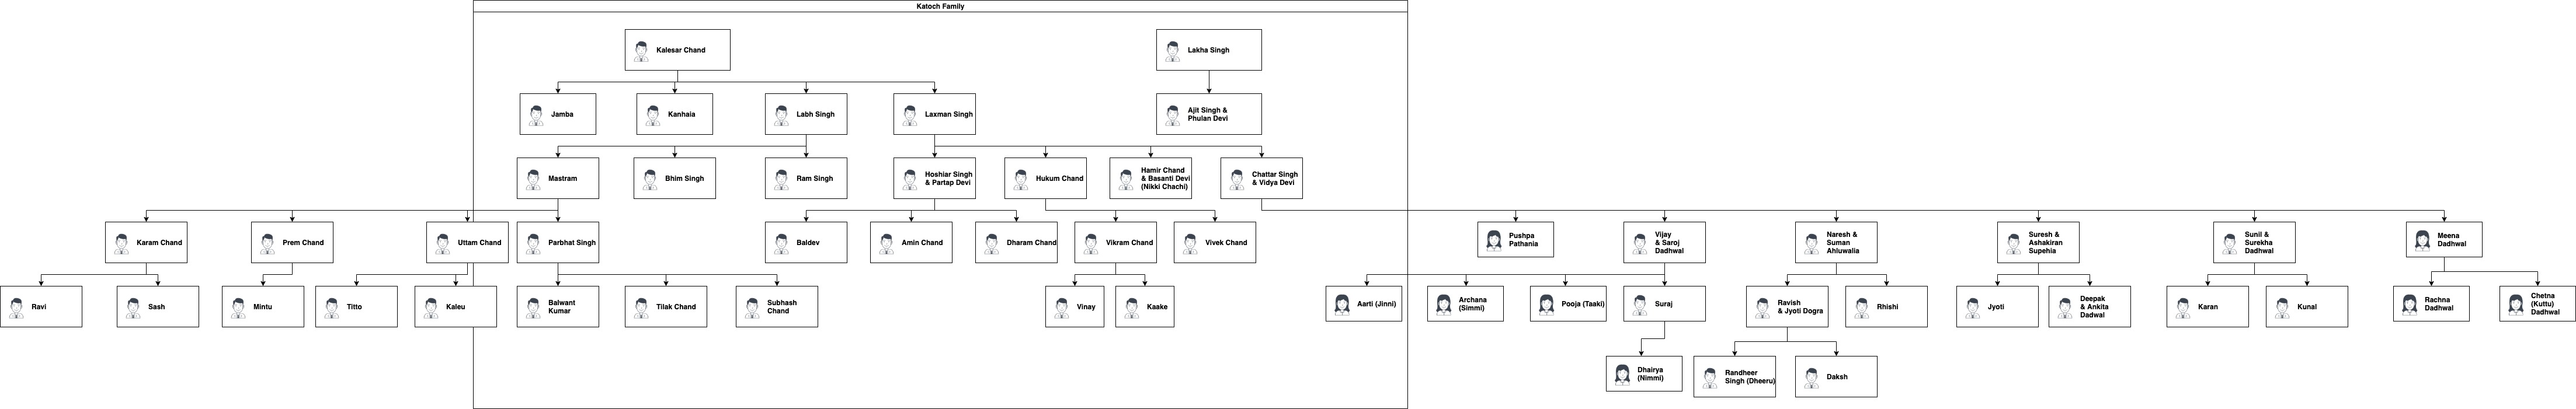 Katoch Family
Kalesar Chand
Lakha Singh
Jamba
Kanhaia
Labh Singh
Laxman Singh
Ajit Singh &
Phulan Devi
Mastram
Bhim Singh
Ram Singh
Hoshiar Singh
& Partap Devi
Hukum Chand
Hamir Chand
& Basanti Devi
(Nikki Chachi)
Chattar Singh
& Vidya Devi
Karam Chand
Prem Chand
Uttam Chand
Parbhat Singh
Baldev
Amin Chand
Dharam Chand
Vikram Chand
Vivek Chand
Pushpa
Pathania
Vijay
& Saroj
Dadhwal
Naresh &
Suman
Ahluwalia
Suresh &
Ashakiran
Supehia
Sunil &
Surekha
Dadhwal
Meena
Dadhwal
Ravi
Sash
Mintu
Titto
Kaleu
Balwant
Kumar
Tilak Chand
Subhash
Chand
Vinay
Kaake
Aarti (Jinni)
Archana
(Simmi)
Pooja (Taaki)
Suraj
Ravish
& Jyoti Dogra
Rhishi
Jyoti
Deepak
& Ankita
Dadwal
Karan
Kunal
Rachna
Dadhwal
Chetna
(Kuttu)
Dadhwal
Dhairya
(Nimmi)
Randheer
Singh (Dheeru)
Daksh